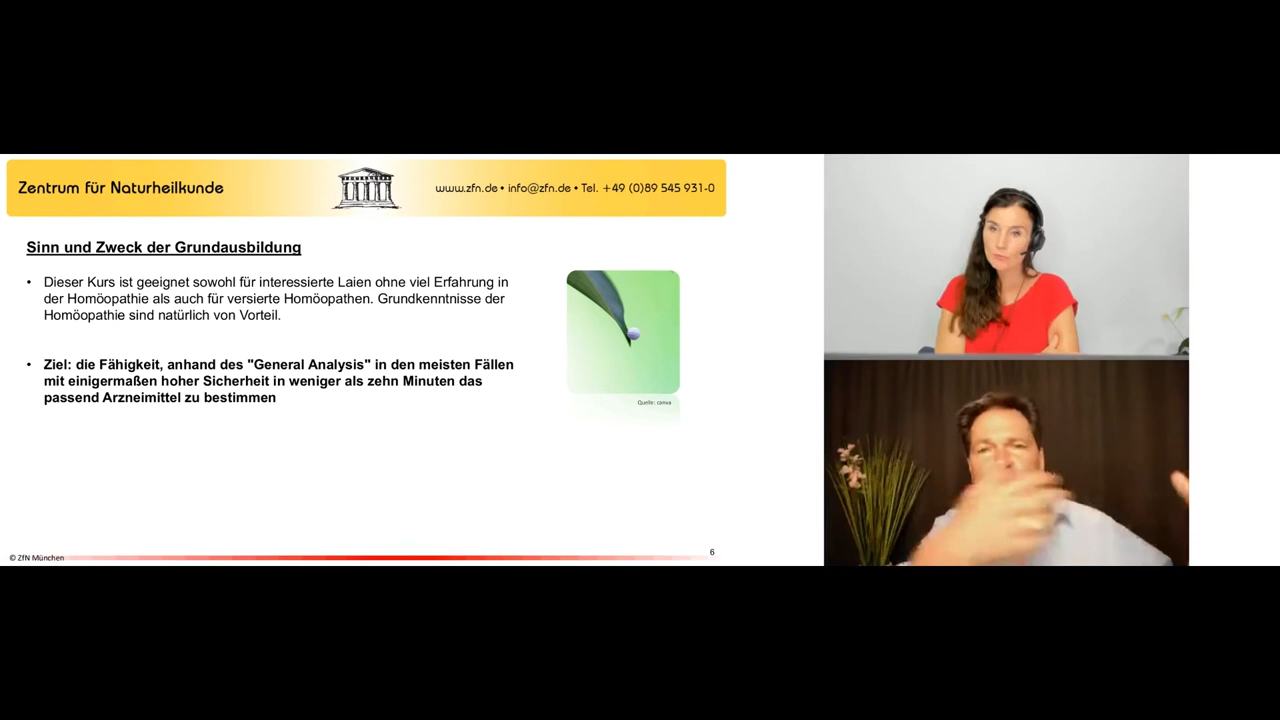 Zentrum für Naturheilkunde
www.zfn.de • info@zfn.de • Tel. +49 (0)89 545 931-0
Sinn und Zweck der Grundausbildung
• Dieser Kurs ist geeignet sowohl für interessierte Laien ohne viel Erfahrung in
der Homöopathie als auch für versierte Homöopathen. Grundkenntnisse der
Homöopathie sind natürlich von Vorteil.
• Ziel: die Fähigkeit, anhand des "General Analysis" in den meisten Fällen
mit einigermaßen hoher Sicherheit in weniger als zehn Minuten das
passend Arzneimittel zu bestimmen
Quelle: canva
© ZfN München
6